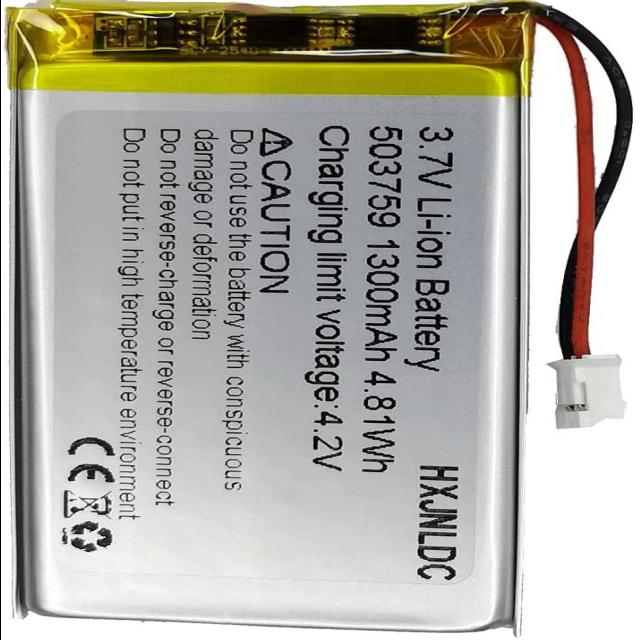 3.7V Li-ion Battery HXJNLDC
503759 1300mAh 4.81Wh
Charging limit voltage:4.2V
⚠CAUTION
Do not use the battery with conspicuous
damage or deformation
Do not reverse-charge or reverse-connect
Do not put in high temperature environment
CE